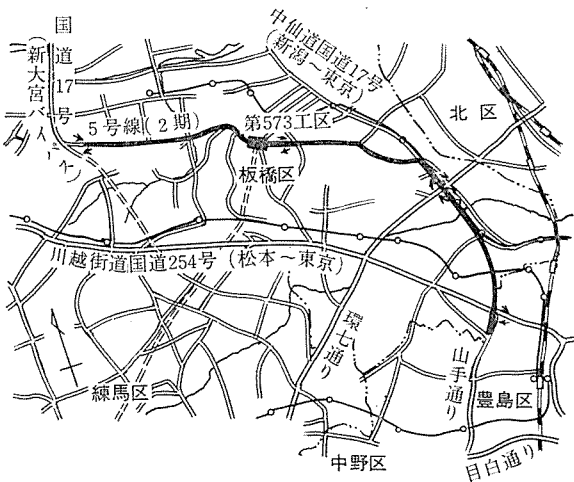 国道17号
（新大宮バイパス）
中仙道国道17号
（新潟～東京）
北区
5号線（2期）
第573工区
板橋区
川越街道国道254号（松本～東京）
環七通り
山手通り
練馬区
豊島区
中野区
目白通り